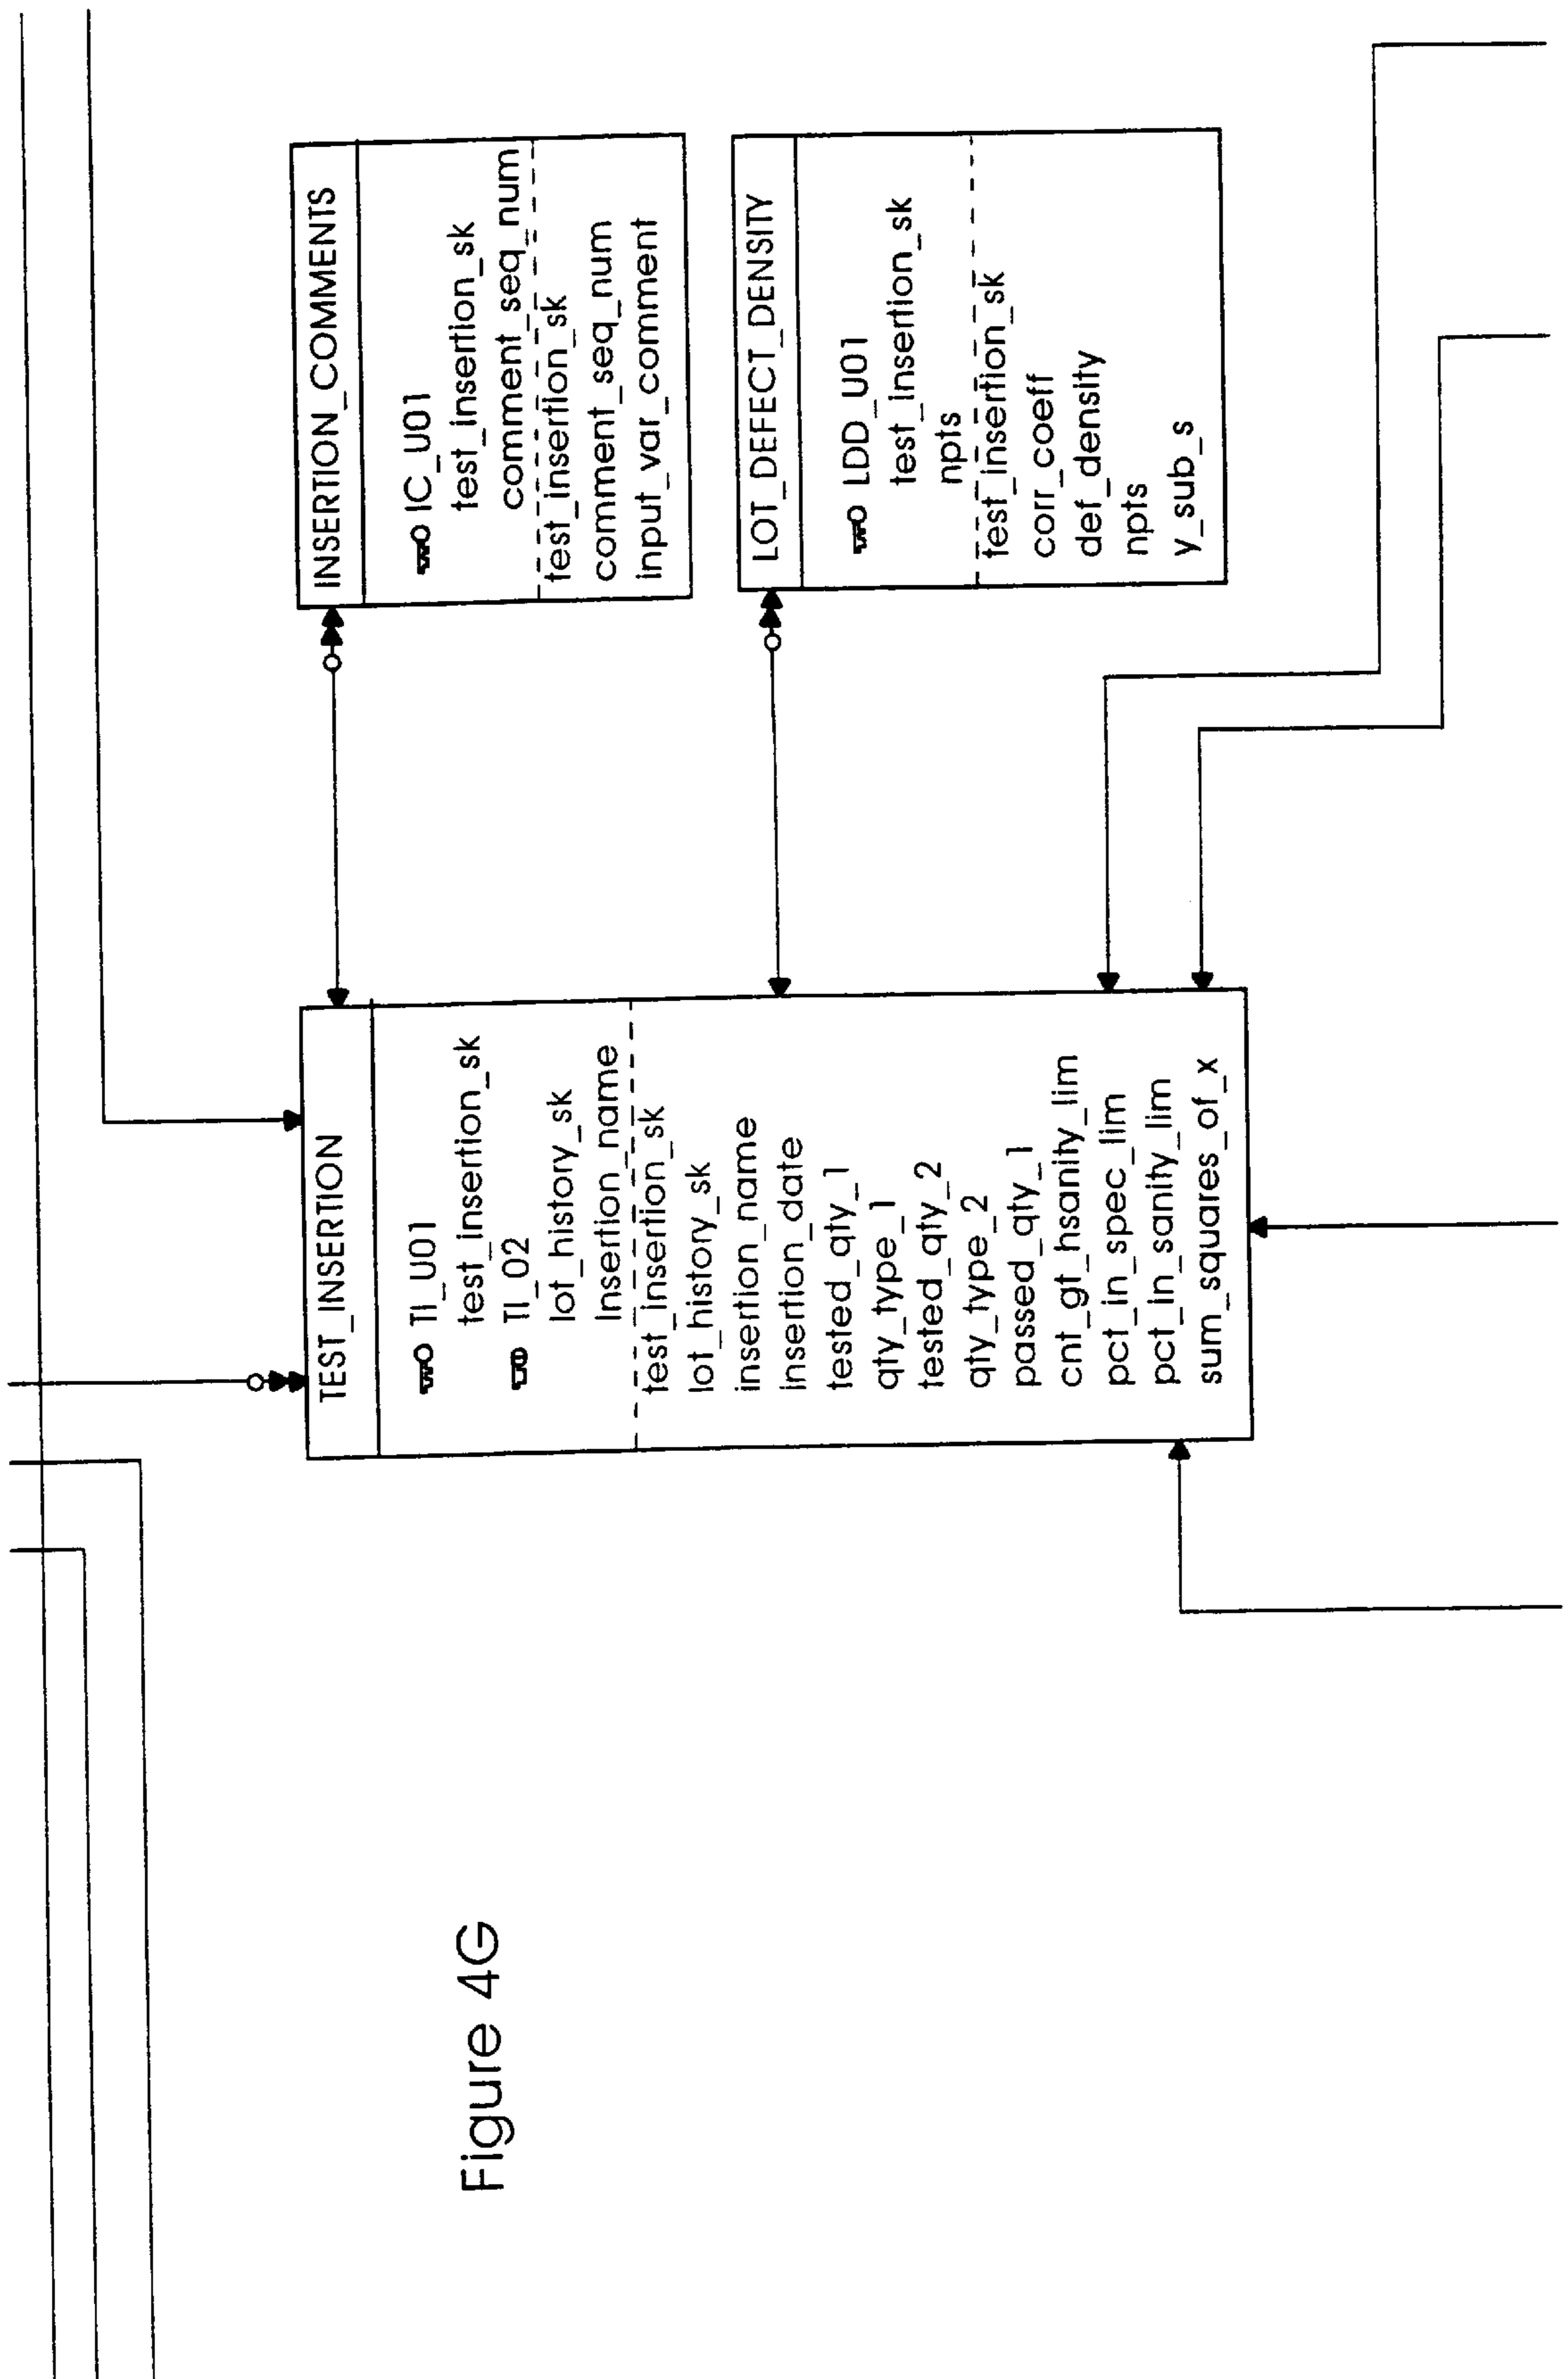 TEST_INSERTION
TI_U01
test_insertion_sk
TI_02
lot_history_sk
Insertion_name
test_insertion_sk
lot_history_sk
insertion_name
insertion_date
tested_qty_1
qty_type_1
tested_qty_2
qty_type_2
passed_qty_1
cnt_gt_hsanity_lim
pct_in_spec_lim
pct_in_sanity_lim
sum_squares_of_x
INSERTION_COMMENTS
IC_U01
test_insertion_sk
comment_seq_num
test_insertion_sk
comment_seq_num
input_var_comment
LOT_DEFECT_DENSITY
LDD_U01
test_insertion_sk
npts
test_insertion_sk
corr_coeff
def_density
npts
y_sub_s
Figure 4G